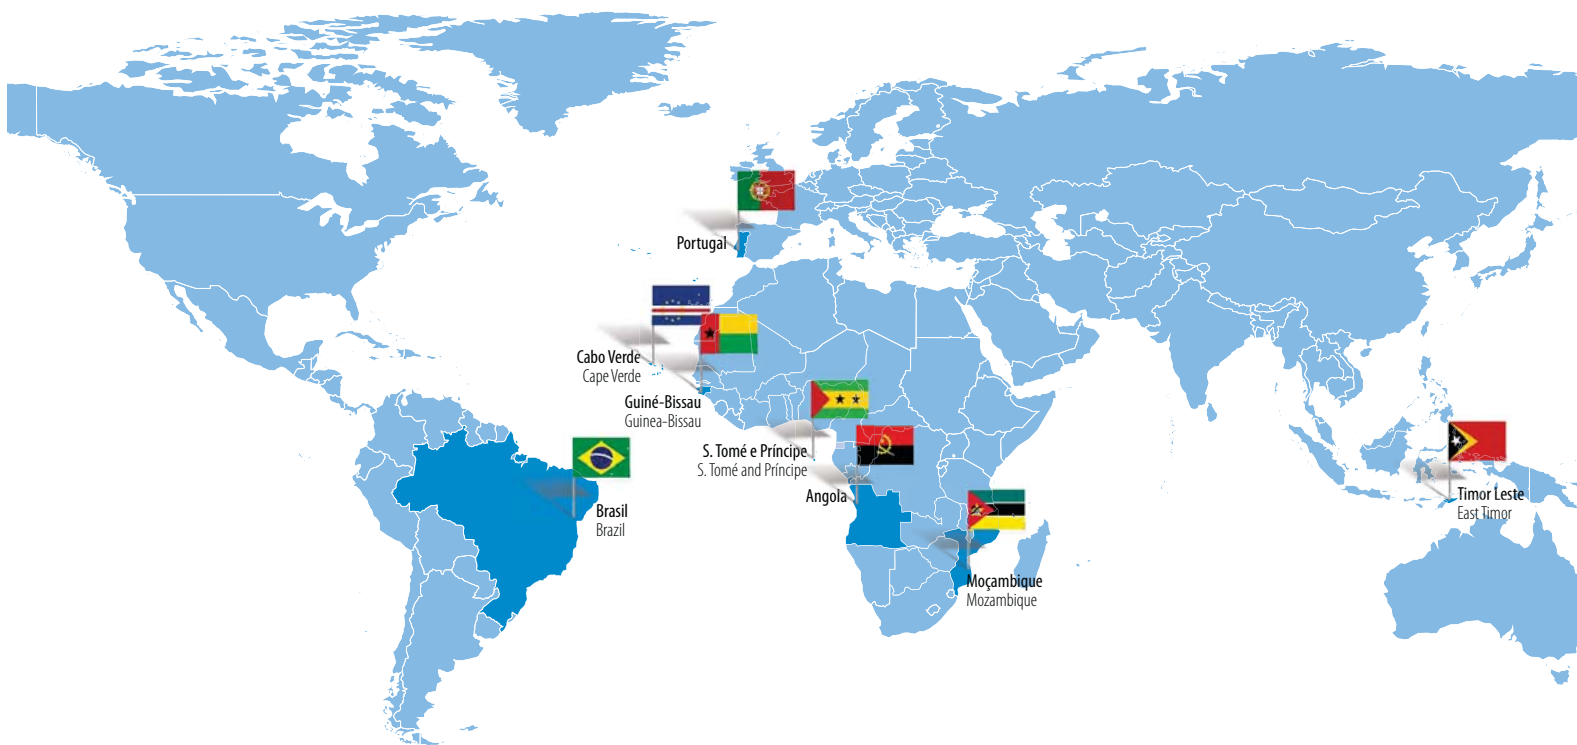 Portugal
Cabo Verde
Cape Verde
Guiné-Bissau
Guinea-Bissau
S. Tomé e Príncipe
S. Tomé and Príncipe
Angola
Brasil
Brazil
Moçambique
Mozambique
Timor Leste
East Timor